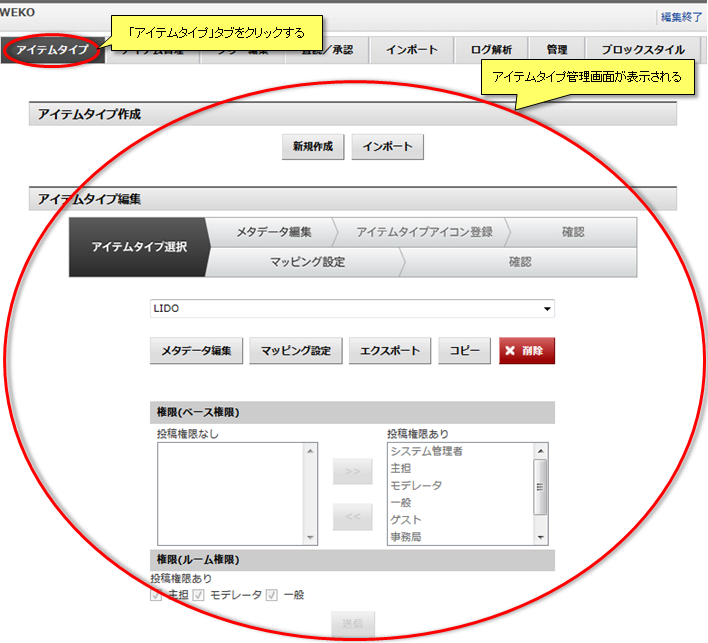 WEKO
編集終了
「アイテムタイプ」タブをクリックする
アイテムタイプ
インポート
ログ解析
管理
ブロックスタイル
アイテムタイプ管理画面が表示される
アイテムタイプ作成
新規作成
インポート
アイテムタイプ編集
アイテムタイプ選択
メタデータ編集
アイテムタイプアイコン登録
確認
マッピング設定
確認
LIDO
メタデータ編集
マッピング設定
エクスポート
コピー
削除
権限(ベース権限)
投稿権限なし
投稿権限あり
システム管理者
主担
モデレータ
一般
ゲスト
事務局
>>
<<
権限(ルーム権限)
投稿権限あり
主担 モデレータ 一般
送信